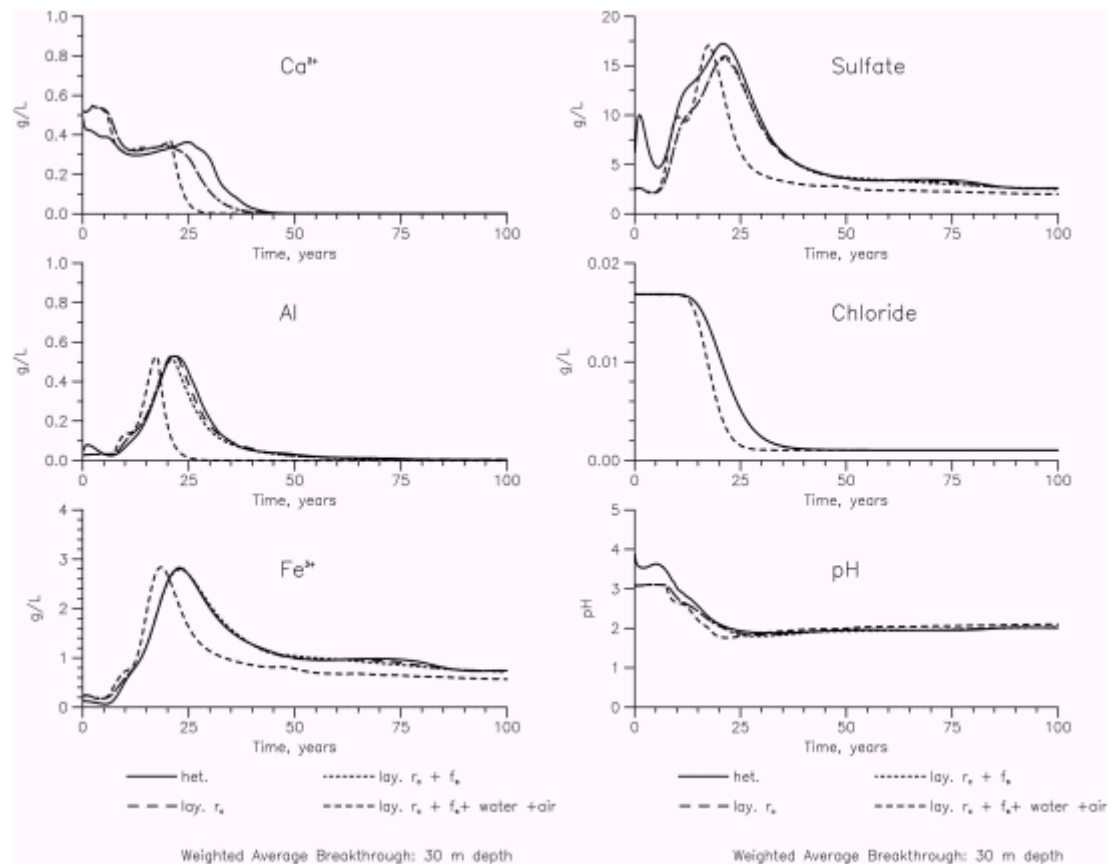 1.0
0.8
0.6
0.4
0.2
0.0
g/L
Ca²⁺
0 25 50 75 100
Time, years
20
15
10
5
0
g/L
Sulfate
0 25 50 75 100
Time, years
1.0
0.8
0.6
0.4
0.2
0.0
g/L
Al
0 25 50 75 100
Time, years
0.02
0.01
0.00
g/L
Chloride
0 25 50 75 100
Time, years
4
3
2
1
0
g/L
Fe³⁺
0 25 50 75 100
Time, years
5
4
3
2
1
0
pH
pH
0 25 50 75 100
Time, years
het. lay. rₑ + fₑ
lay. rₑ lay. rₑ + fₑ+ water +air
het. lay. rₑ + fₑ
lay. rₑ lay. rₑ + fₑ+ water +air
Weighted Average Breakthrough: 30 m depth
Weighted Average Breakthrough: 30 m depth